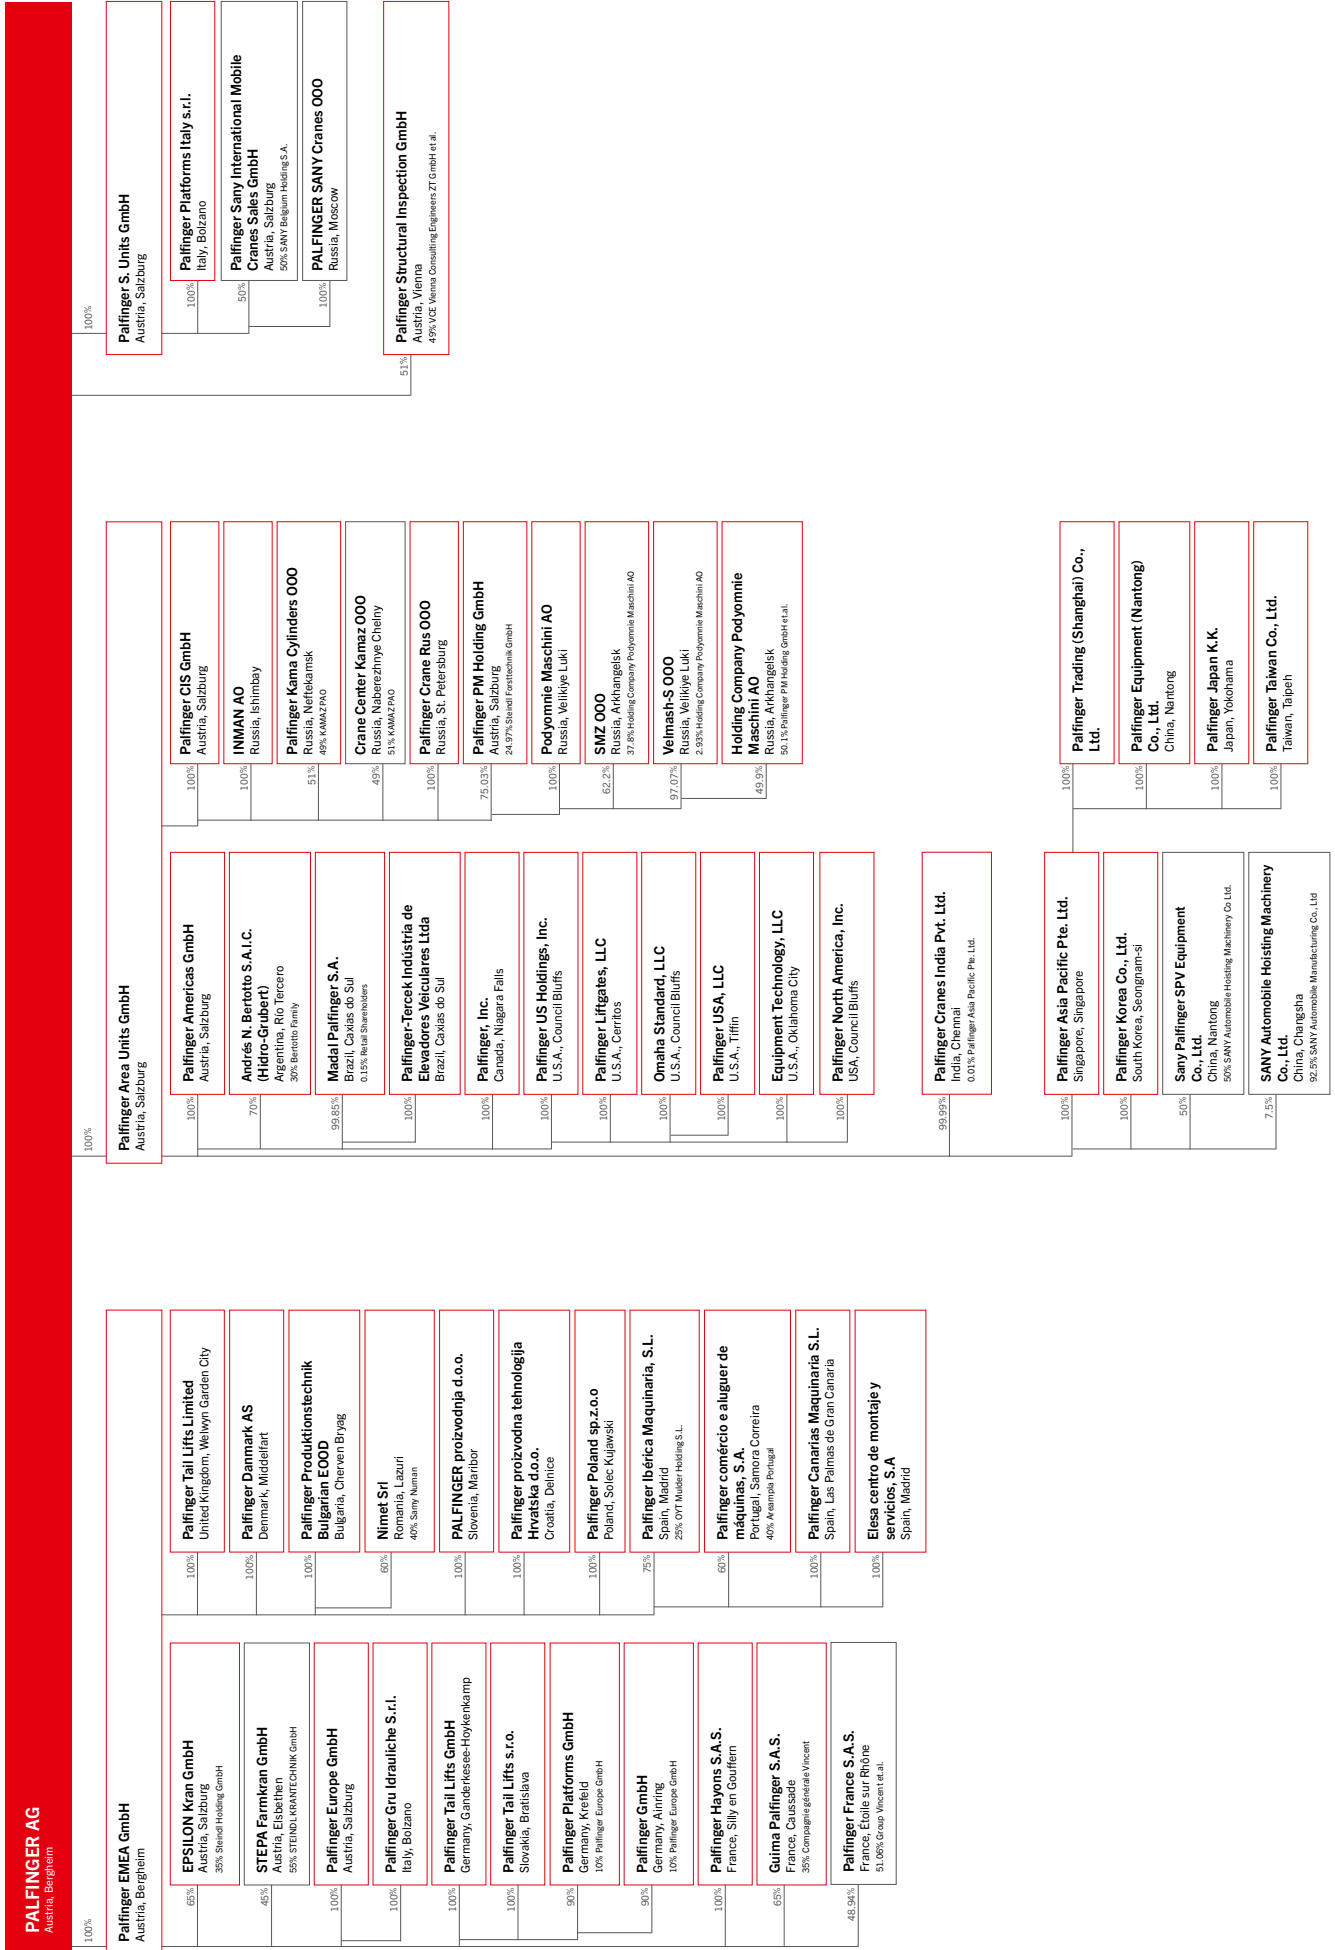 PALFINGER AG
Austria, Bergheim
100%
Palfinger EMEA GmbH
Austria, Bergheim
65%
EPSILON Kran GmbH
Austria, Salzburg
35% Steindl Holding GmbH
45%
STEPA Farmkran GmbH
Austria, Elsbethen
55% STEINDL KRANTECHNIK GmbH
100%
Palfinger Europe GmbH
Austria, Salzburg
100%
Palfinger Gru Idrauliche S.r.l.
Italy, Bolzano
100%
Palfinger Tail Lifts GmbH
Germany, Ganderkesee-Hoykenkamp
100%
Palfinger Tail Lifts s.r.o.
Slovakia, Bratislava
90%
Palfinger Platforms GmbH
Germany, Krefeld
10% Palfinger Europe GmbH
90%
Palfinger GmbH
Germany, Ainring
10% Palfinger Europe GmbH
100%
Palfinger Hayons S.A.S.
France, Silly en Gouffern
65%
Guima Palfinger S.A.S.
France, Caussade
35% Compagnie générale Vincent
48.94%
Palfinger France S.A.S.
France, Étoile sur Rhône
51.06% Group Vincent et.al.
100%
Palfinger Tail Lifts Limited
United Kingdom, Welwyn Garden City
100%
Palfinger Danmark AS
Denmark, Middelfart
100%
Palfinger Produktionstechnik
Bulgarian EOOD
Bulgaria, Cherven Bryag
60%
Nimet Srl
Romania, Lazuri
40% Samy Numan
100%
PALFINGER proizvodnja d.o.o.
Slovenia, Maribor
100%
Palfinger proizvodna tehnologija
Hrvatska d.o.o.
Croatia, Delnice
100%
Palfinger Poland sp.z.o.o
Poland, Solec Kujawski
75%
Palfinger Ibérica Maquinaria, S.L.
Spain, Madrid
25% OYT Mulder Holding S.L.
60%
Palfinger comércio e aluguer de
máquinas, S.A.
Portugal, Samora Correira
40% Areampla Portugal
100%
Palfinger Canarias Maquinaria S.L.
Spain, Las Palmas de Gran Canaria
100%
Elesa centro de montaje y
servicios, S.A
Spain, Madrid
100%
Palfinger Area Units GmbH
Austria, Salzburg
100%
Palfinger Americas GmbH
Austria, Salzburg
70%
Andrés N. Bertotto S.A.I.C.
(Hidro-Grubert)
Argentina, Río Tercero
30% Bertotto Family
99.85%
Madal Palfinger S.A.
Brazil, Caxias do Sul
0.15% Retail Shareholders
100%
Palfinger-Tercek Indústria de
Elevadores Veiculares Ltda
Brazil, Caxias do Sul
100%
Palfinger, Inc.
Canada, Niagara Falls
100%
Palfinger US Holdings, Inc.
U.S.A., Council Bluffs
100%
Palfinger Liftgates, LLC
U.S.A., Cerritos
100%
Omaha Standard, LLC
U.S.A., Council Bluffs
100%
Palfinger USA, LLC
U.S.A., Tiffin
100%
Equipment Technology, LLC
U.S.A., Oklahoma City
100%
Palfinger North America, Inc.
USA, Council Bluffs
99.99%
Palfinger Cranes India Pvt. Ltd.
India, Chennai
0.01% Palfinger Asia Pacific Pte. Ltd.
100%
Palfinger Asia Pacific Pte. Ltd.
Singapore, Singapore
100%
Palfinger Korea Co., Ltd.
South Korea, Seongnam-si
50%
Sany Palfinger SPV Equipment
Co., Ltd.
China, Nantong
50% SANY Automobile Hoisting Machinery Co Ltd.
7.5%
SANY Automobile Hoisting Machinery
Co., Ltd.
China, Changsha
92.5% SANY Automobile Manufacturing Co., Ltd
100%
Palfinger CIS GmbH
Austria, Salzburg
100%
INMAN AO
Russia, Ishimbay
51%
Palfinger Kama Cylinders OOO
Russia, Neftekamsk
49% KAMAZ PAO
49%
Crane Center Kamaz OOO
Russia, Naberezhnye Chelny
51% KAMAZ PAO
100%
Palfinger Crane Rus OOO
Russia, St. Petersburg
75.03%
Palfinger PM Holding GmbH
Austria, Salzburg
24.97% Steindl Forsttechnik GmbH
100%
Podyomnie Maschini AO
Russia, Velikiye Luki
62.2%
SMZ OOO
Russia, Arkhangelsk
37.8% Holding Company Podyomnie Maschini AO
97.07%
Velmash-S OOO
Russia, Velikiye Luki
2.93% Holding Company Podyomnie Maschini AO
49.9%
Holding Company Podyomnie
Maschini AO
Russia, Arkhangelsk
50.1% Palfinger PM Holding GmbH et.al.
100%
Palfinger Trading (Shanghai) Co.,
Ltd.
100%
Palfinger Equipment (Nantong)
Co., Ltd.
China, Nantong
100%
Palfinger Japan K.K.
Japan, Yokohama
100%
Palfinger Taiwan Co., Ltd.
Taiwan, Taipeh
100%
Palfinger S. Units GmbH
Austria, Salzburg
100%
Palfinger Platforms Italy s.r.l.
Italy, Bolzano
50%
Palfinger Sany International Mobile
Cranes Sales GmbH
Austria, Salzburg
50% SANY Belgium Holding S.A.
100%
PALFINGER SANY Cranes OOO
Russia, Moscow
51%
Palfinger Structural Inspection GmbH
Austria, Vienna
49% VCE Vienna Consulting Engineers ZT GmbH et al.